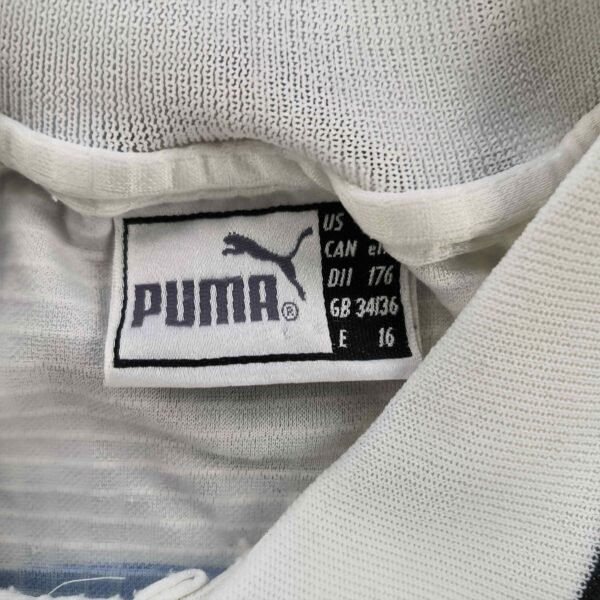 PUMA®
US
CAN
DII 176
GB 34/36
E 16